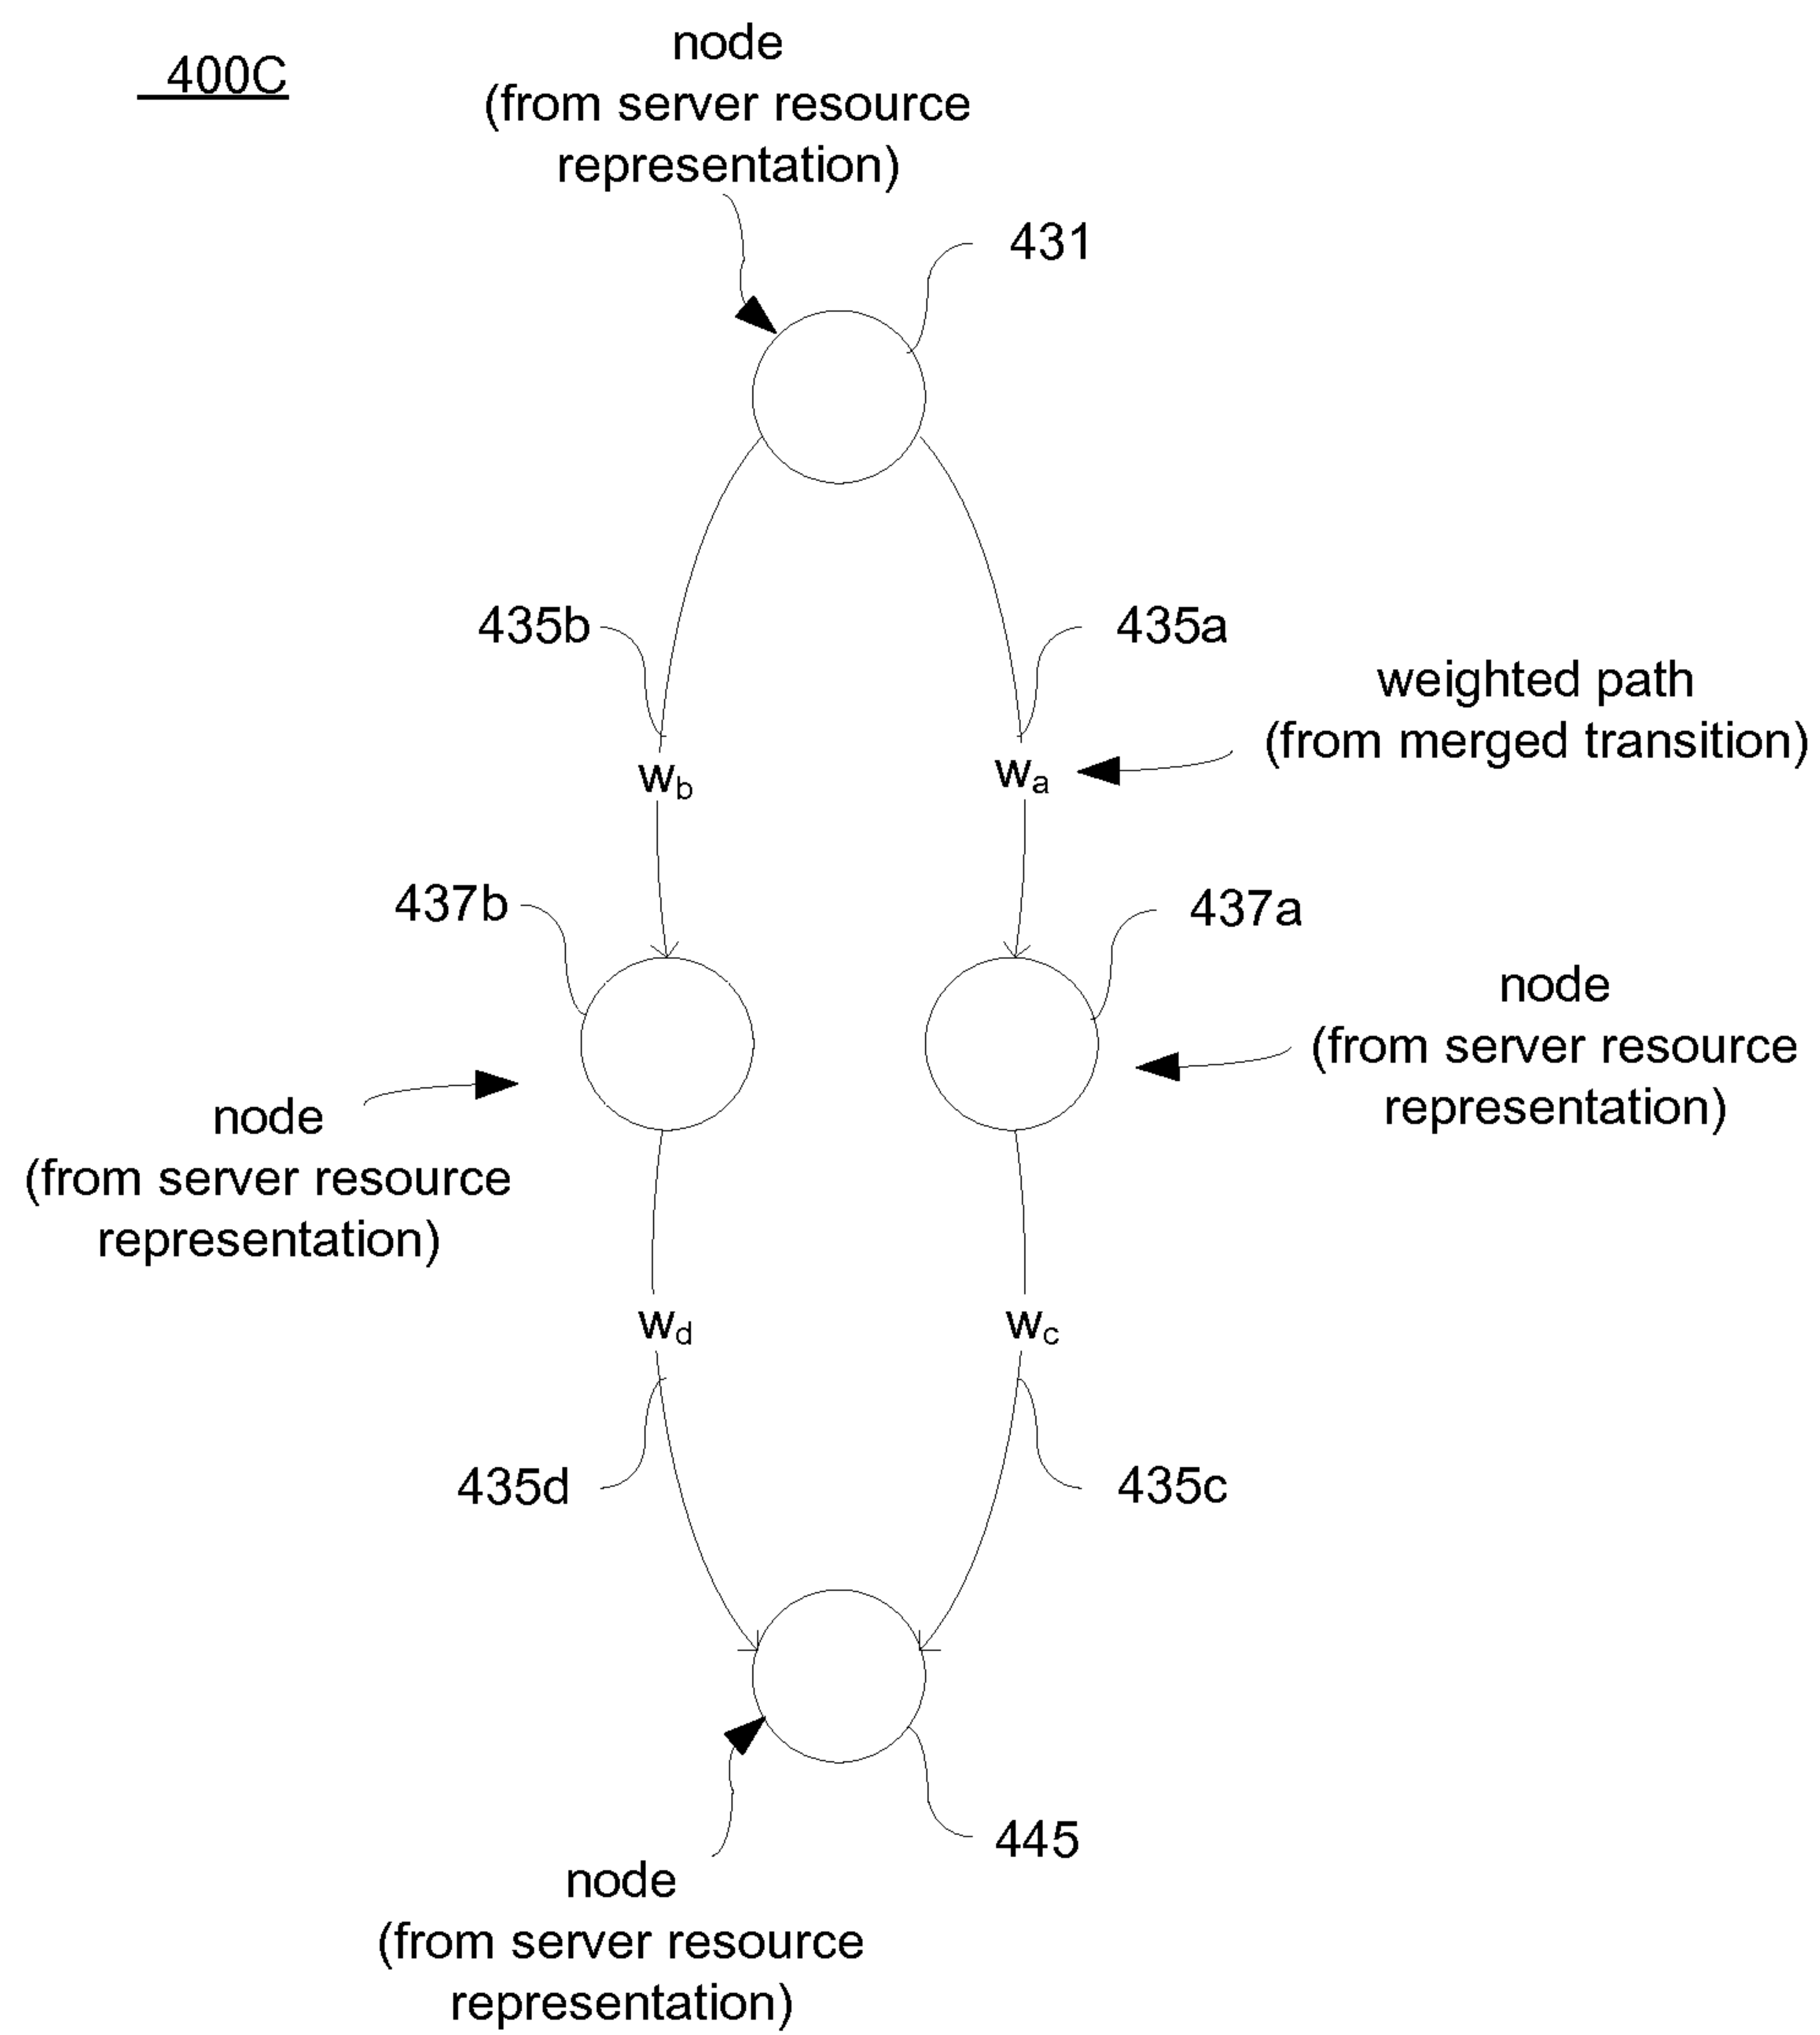 400C
node
(from server resource
representation)
431
435b
435a
weighted path
(from merged transition)
wb
wa
437b
437a
node
(from server resource
representation)
node
(from server resource
representation)
wd
wc
435d
435c
445
node
(from server resource
representation)